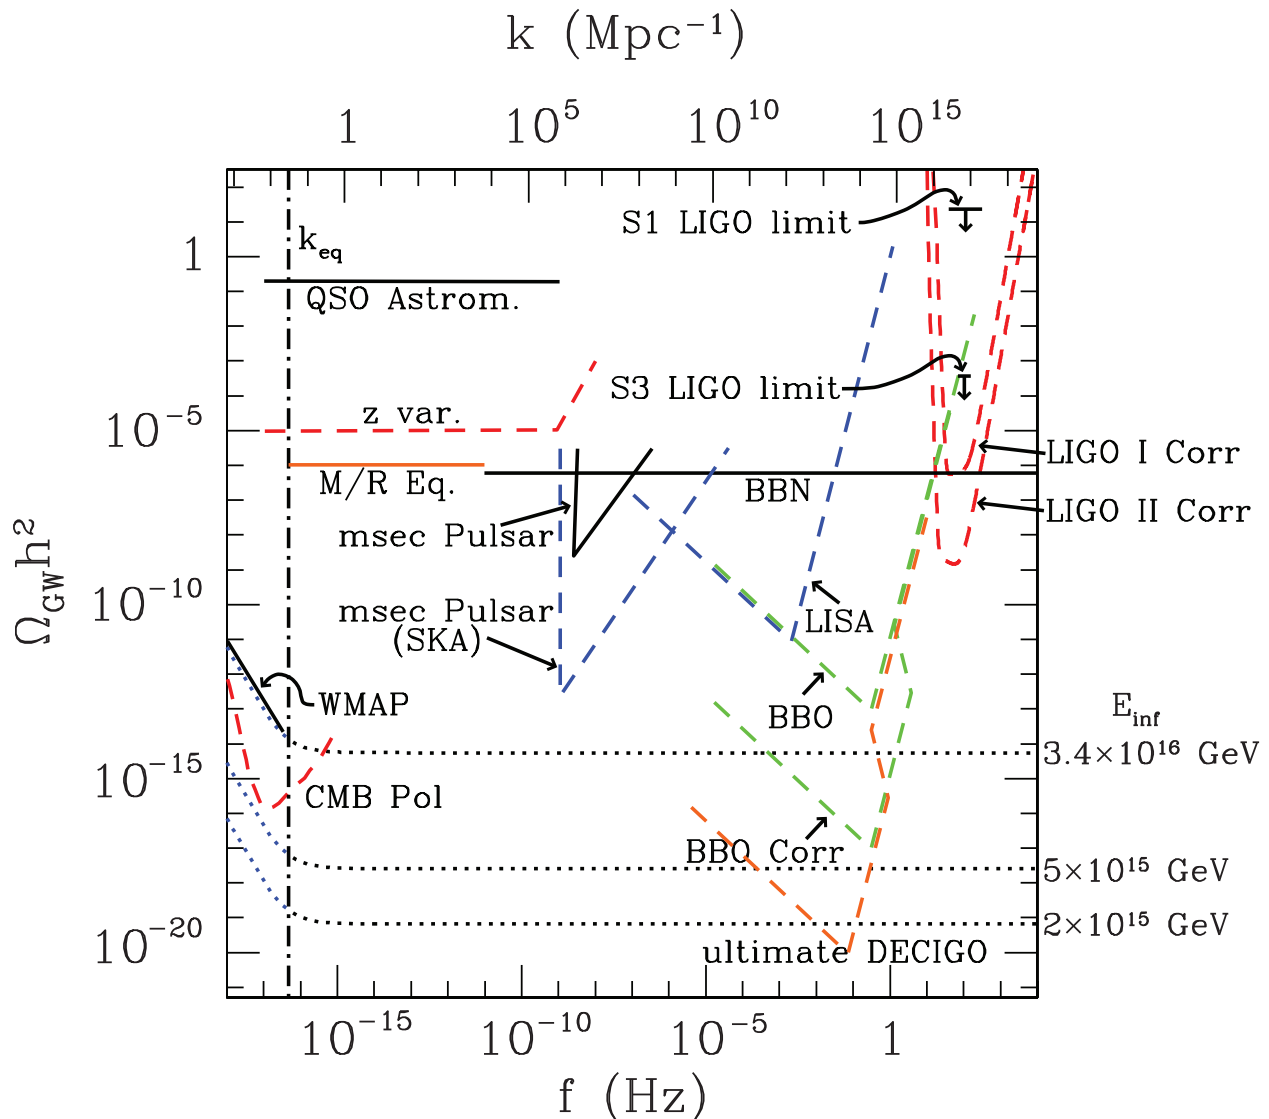 k (Mpc⁻¹)
1 10⁵ 10¹⁰ 10¹⁵
S1 LIGO limit
k_eq
1
QSO Astrom.
S3 LIGO limit
z var.
10⁻⁵
LIGO I Corr
M/R Eq.
BBN
LIGO II Corr
msec Pulsar
Ω_GW h²
10⁻¹⁰
msec Pulsar
(SKA)
LISA
WMAP
BBO
E_inf
3.4×10¹⁶ GeV
10⁻¹⁵
CMB Pol
BBO Corr
5×10¹⁵ GeV
2×10¹⁵ GeV
10⁻²⁰
ultimate DECIGO
10⁻¹⁵ 10⁻¹⁰ 10⁻⁵ 1
f (Hz)